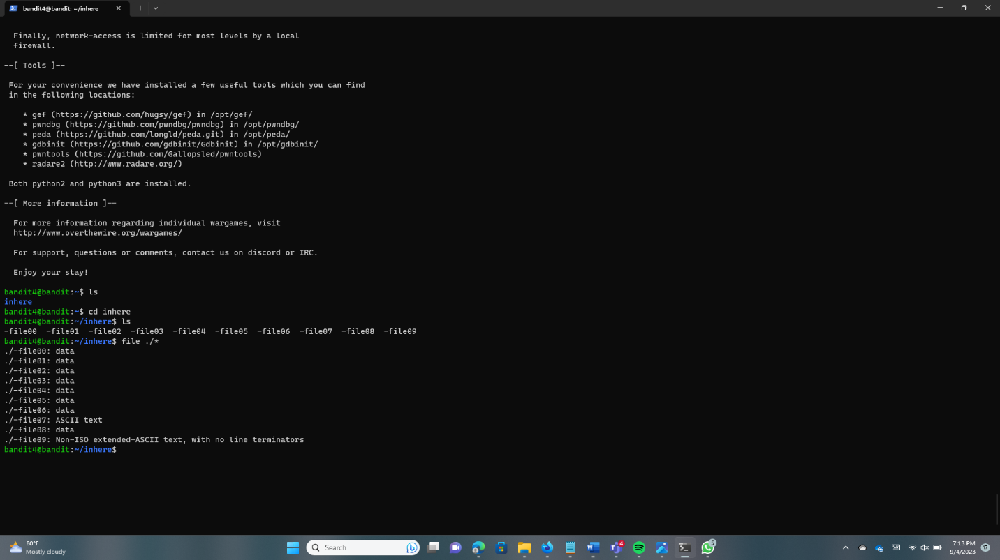 bandit4@bandit: ~/inhere
Finally, network-access is limited for most levels by a local
firewall.
--[ Tools ]--
For your convenience we have installed a few useful tools which you can find
in the following locations:
* gef (https://github.com/hugsy/gef) in /opt/gef/
* pwndbg (https://github.com/pwndbg/pwndbg) in /opt/pwndbg/
* peda (https://github.com/longld/peda.git) in /opt/peda/
* gdbinit (https://github.com/gdbinit/Gdbinit) in /opt/gdbinit/
* pwntools (https://github.com/Gallopsled/pwntools)
* radare2 (http://www.radare.org/)
Both python2 and python3 are installed.
--[ More information ]--
For more information regarding individual wargames, visit
http://www.overthewire.org/wargames/
For support, questions or comments, contact us on discord or IRC.
Enjoy your stay!
bandit4@bandit:~$ ls
inhere
bandit4@bandit:~$ cd inhere
bandit4@bandit:~/inhere$ ls
-file00  -file01  -file02  -file03  -file04  -file05  -file06  -file07  -file08  -file09
bandit4@bandit:~/inhere$ file ./*
./-file00: data
./-file01: data
./-file02: data
./-file03: data
./-file04: data
./-file05: data
./-file06: data
./-file07: ASCII text
./-file08: data
./-file09: Non-ISO extended-ASCII text, with no line terminators
bandit4@bandit:~/inhere$
80°F
Mostly cloudy
Search
4
5
7:13 PM
9/4/2023
17